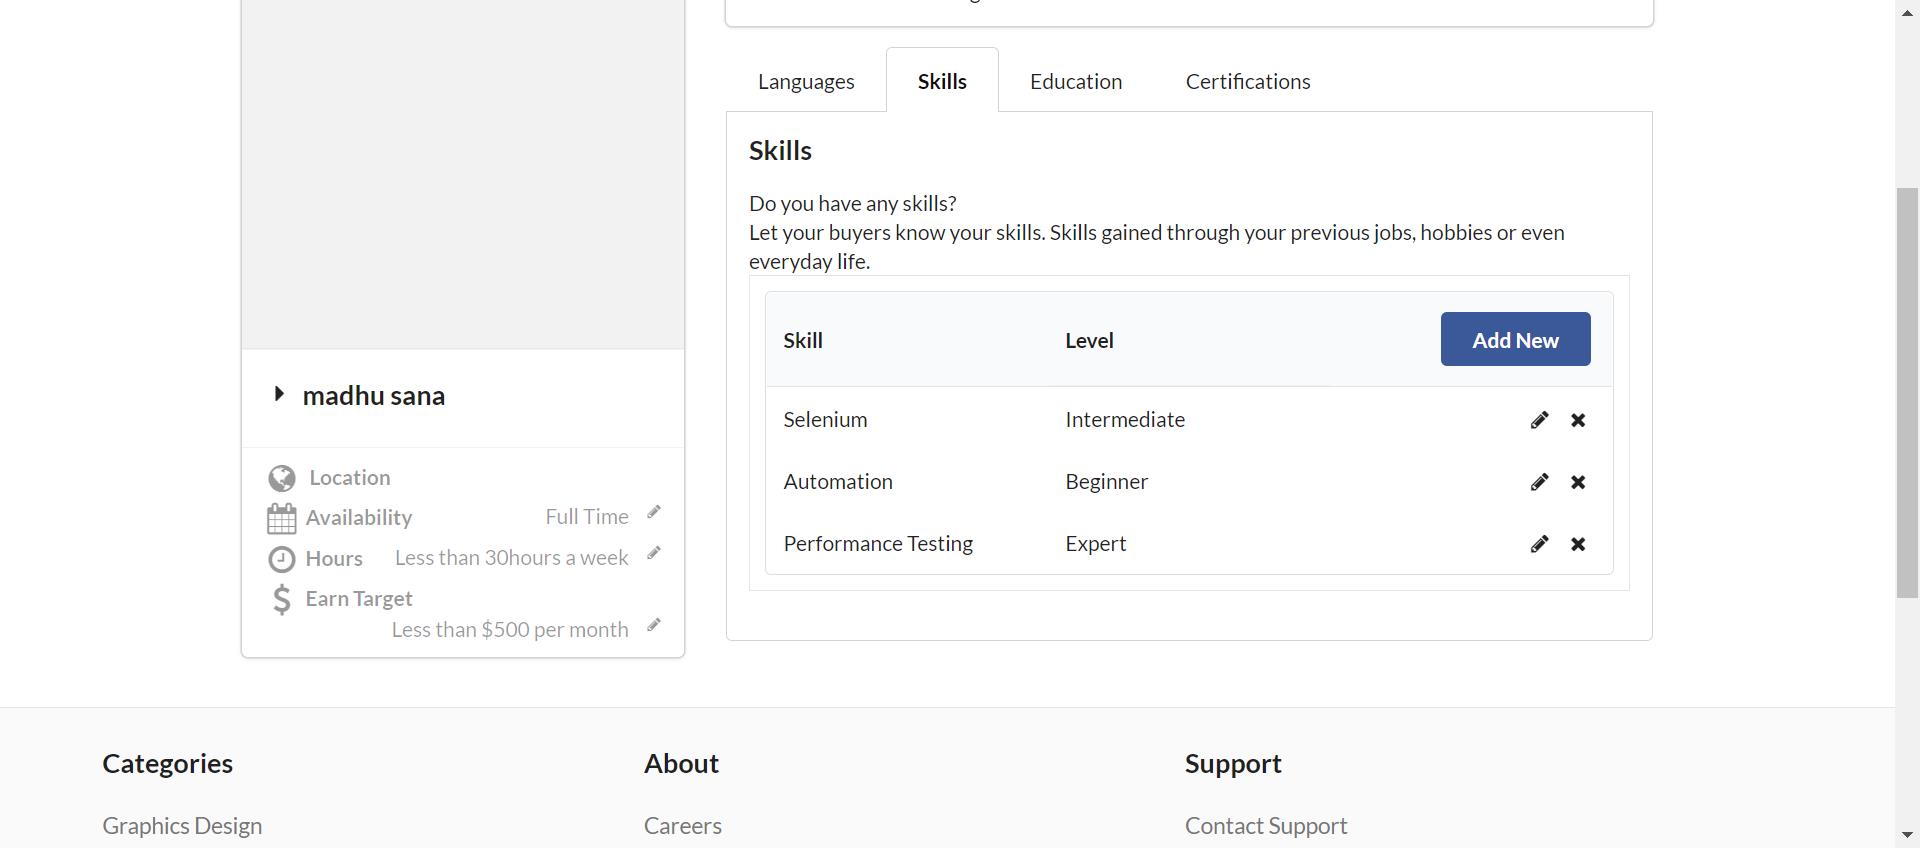 Languages
Skills
Education
Certifications
Skills
Do you have any skills?
Let your buyers know your skills. Skills gained through your previous jobs, hobbies or even
everyday life.
Skill Level Add New
Selenium Intermediate
Automation Beginner
Performance Testing Expert
madhu sana
Location
Availability Full Time
Hours Less than 30hours a week
Earn Target
Less than $500 per month
Categories
Graphics Design
About
Careers
Support
Contact Support